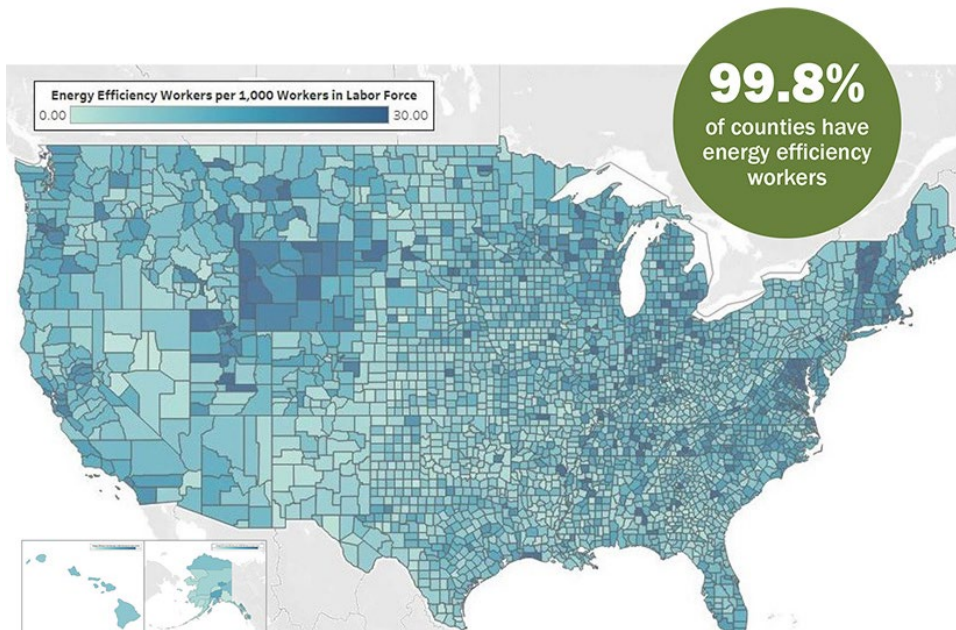 Energy Efficiency Workers per 1,000 Workers in Labor Force
0.00 30.00
99.8%
of counties have
energy efficiency
workers